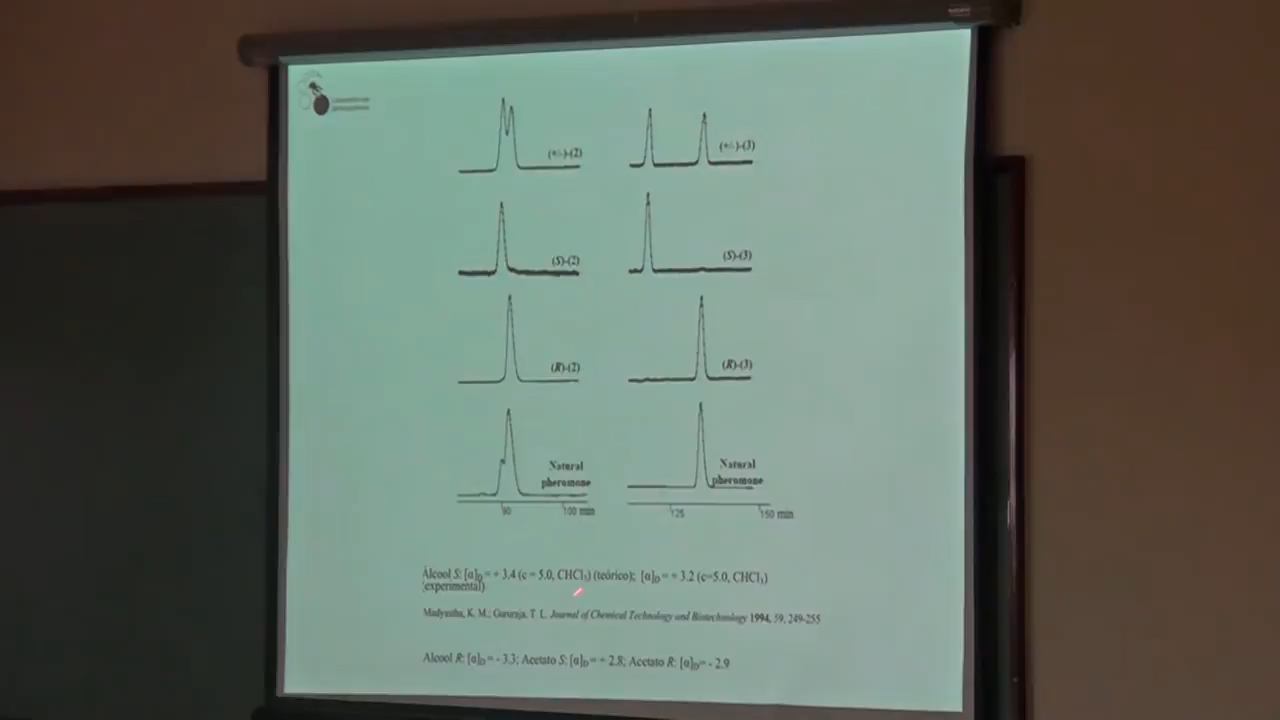 (+/-)-(2)
(+/-)-(3)
(S)-(2)
(S)-(3)
(R)-(2)
(R)-(3)
Natural
pheromone
Natural
pheromone
90
100 min
125
150 min
Álcool S: [α]D = + 3.4 (c = 5.0, CHCl3) (teórico); [α]D = + 3.2 (c=5.0, CHCl3)
(experimental)
Madyastha, K. M.; Gururaja, T. L. Journal of Chemical Technology and Biotechnology 1994, 59, 249-255
Alcool R: [α]D = - 3.3; Acetato S: [α]D = + 2.8; Acetato R: [α]D = - 2.9